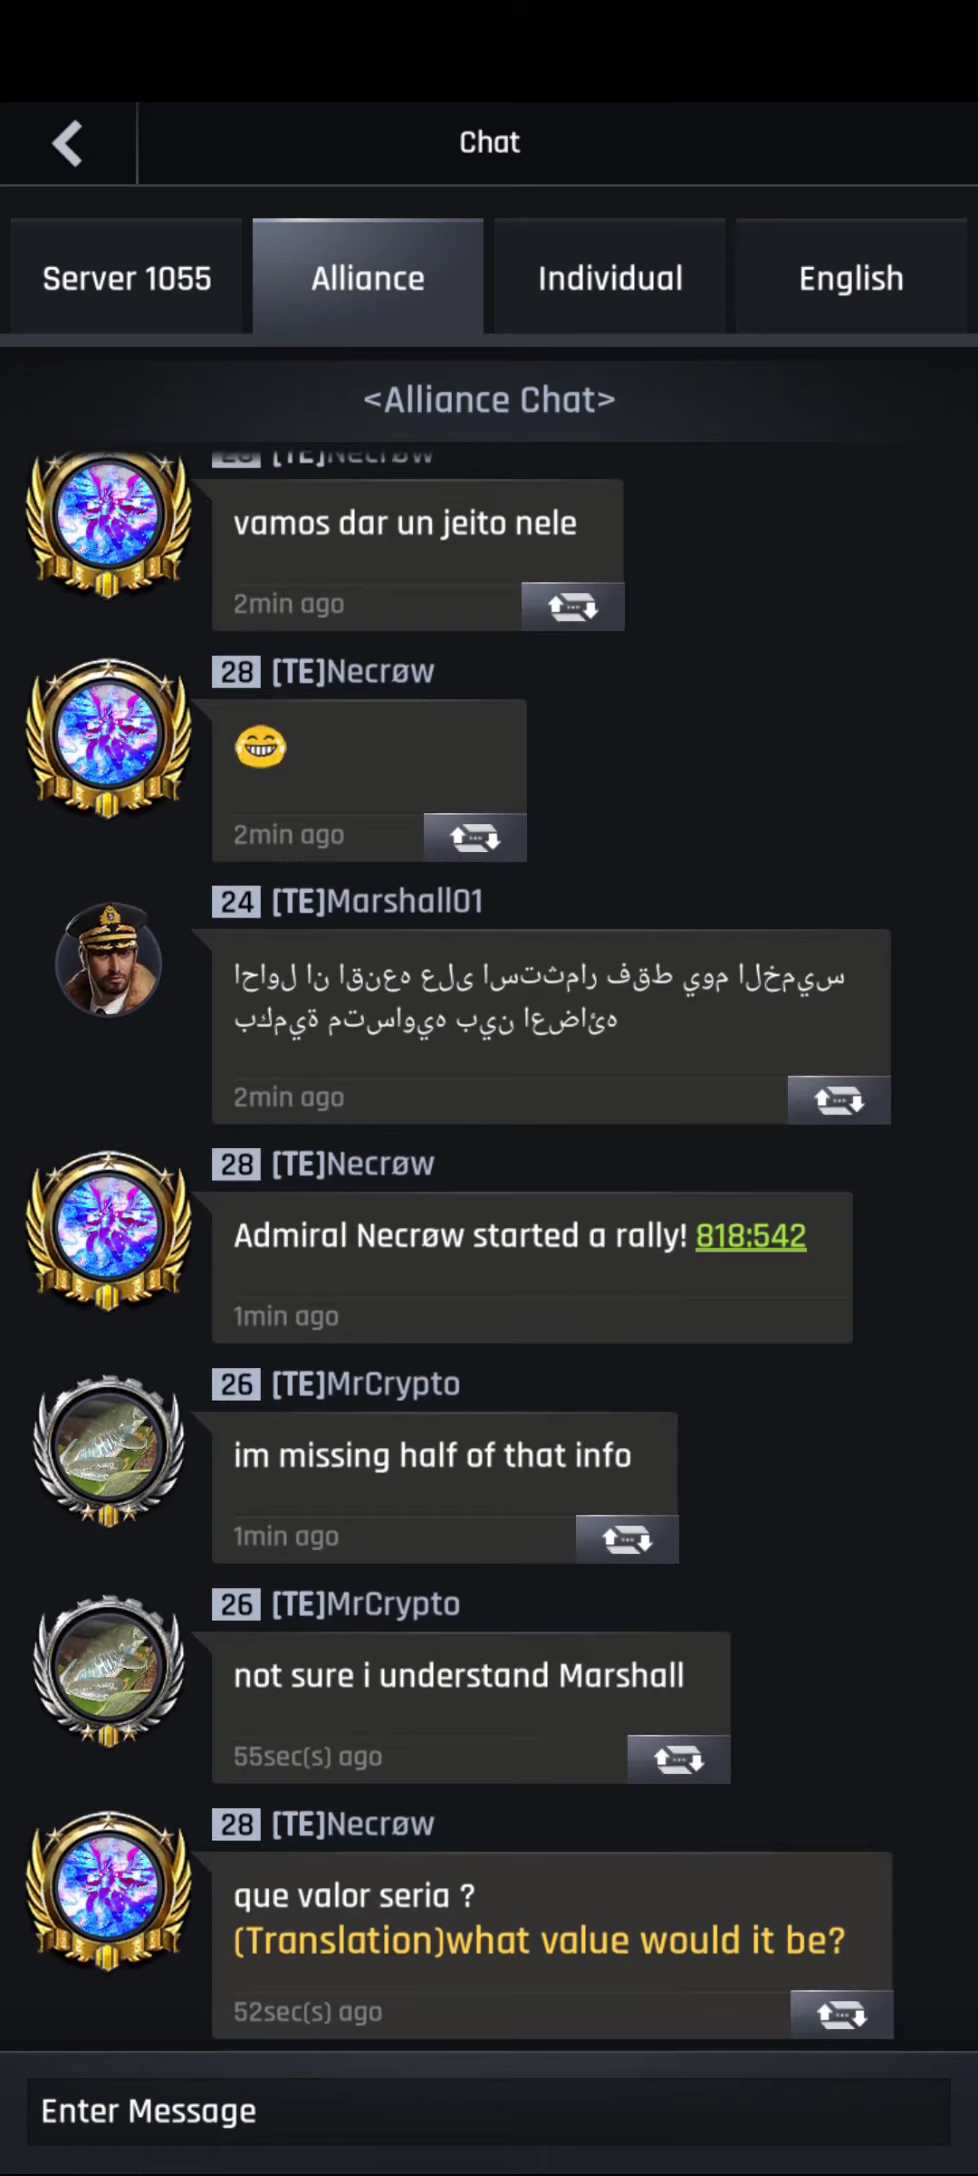 Chat
Server 1055
Alliance
Individual
English
<Alliance Chat>
28 [TE]Necrøw
vamos dar un jeito nele
2min ago
28 [TE]Necrøw
😂
2min ago
24 [TE]Marshall01
احاول ان اقنعه على استثمار فقط يوم الخميس
بكمية متساويه بين اعضائه
2min ago
28 [TE]Necrøw
Admiral Necrøw started a rally! 818:542
1min ago
26 [TE]MrCrypto
im missing half of that info
1min ago
26 [TE]MrCrypto
not sure i understand Marshall
55sec(s) ago
28 [TE]Necrøw
que valor seria ?
(Translation)what value would it be?
52sec(s) ago
Enter Message